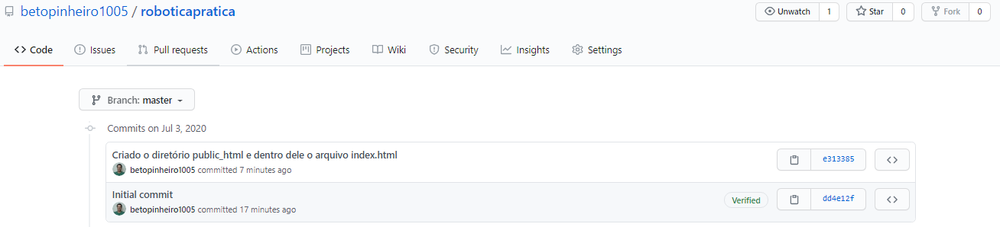 betopinheiro1005 / roboticapratica
Unwatch 1 Star 0 Fork 0
Code Issues Pull requests Actions Projects Wiki Security Insights Settings
Branch: master
Commits on Jul 3, 2020
Criado o diretório public_html e dentro dele o arquivo index.html
e313385
betopinheiro1005 committed 7 minutes ago
Initial commit
Verified dd4e12f
betopinheiro1005 committed 17 minutes ago